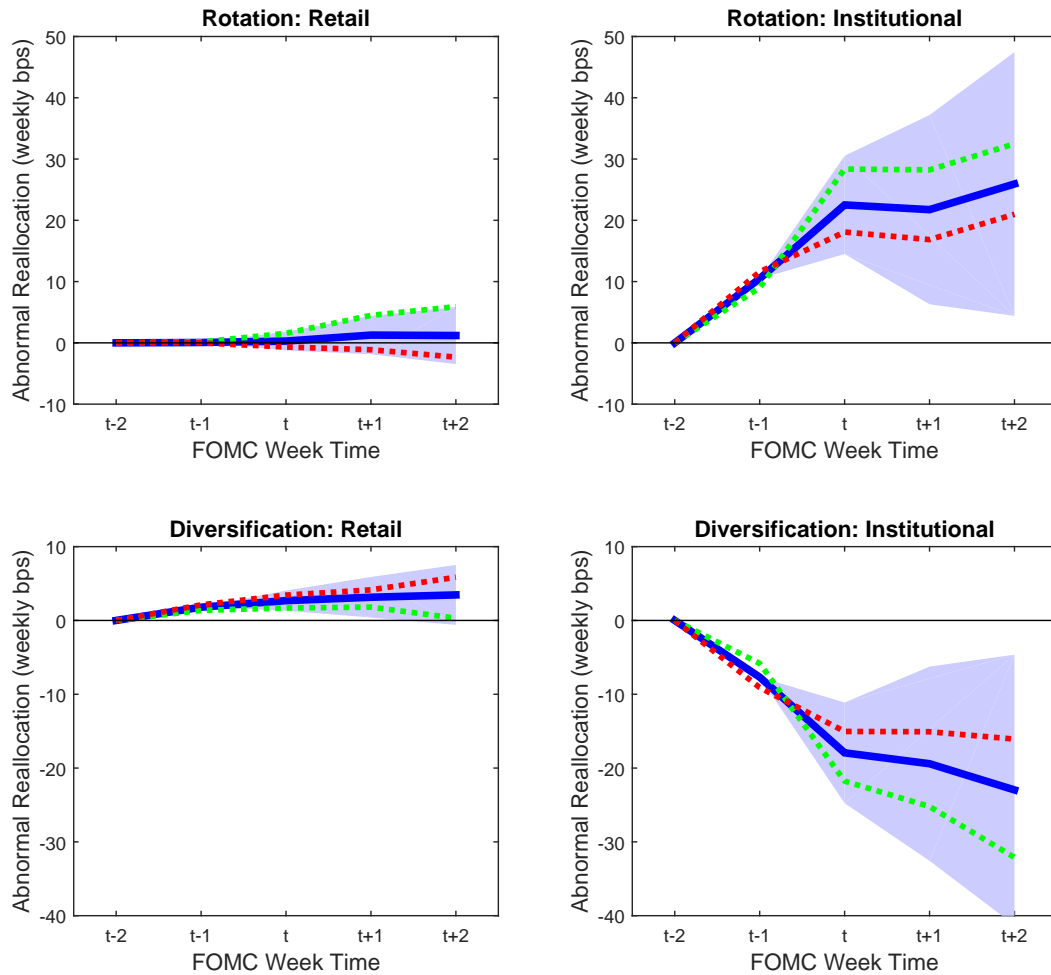 Rotation: Retail
Abnormal Reallocation (weekly bps)
50
40
30
20
10
0
-10
t-2 t-1 t t+1 t+2
FOMC Week Time
Rotation: Institutional
Abnormal Reallocation (weekly bps)
50
40
30
20
10
0
-10
t-2 t-1 t t+1 t+2
FOMC Week Time
Diversification: Retail
Abnormal Reallocation (weekly bps)
10
0
-10
-20
-30
-40
t-2 t-1 t t+1 t+2
FOMC Week Time
Diversification: Institutional
Abnormal Reallocation (weekly bps)
10
0
-10
-20
-30
-40
t-2 t-1 t t+1 t+2
FOMC Week Time